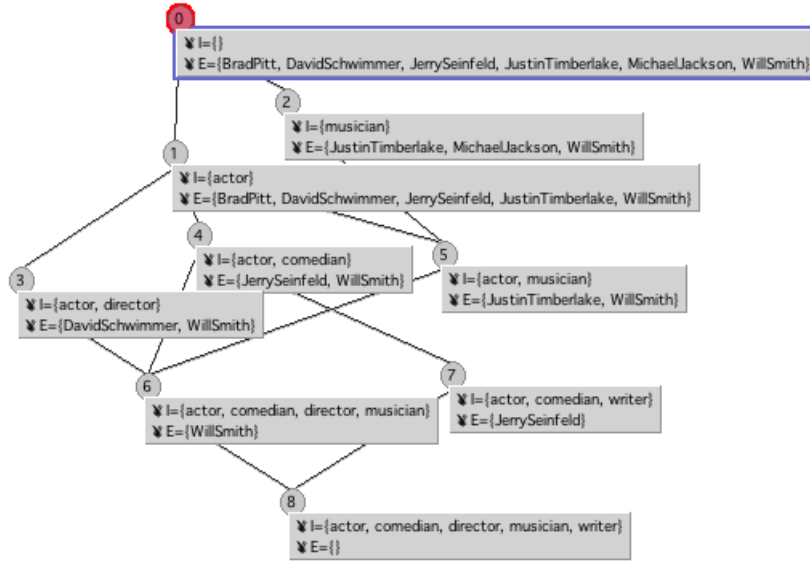 0
I={}
E={BradPitt, DavidSchwimmer, JerrySeinfeld, JustinTimberlake, MichaelJackson, WillSmith}
2
I={musician}
E={JustinTimberlake, MichaelJackson, WillSmith}
1
I={actor}
E={BradPitt, DavidSchwimmer, JerrySeinfeld, JustinTimberlake, WillSmith}
4
I={actor, comedian}
E={JerrySeinfeld, WillSmith}
5
I={actor, musician}
E={JustinTimberlake, WillSmith}
3
I={actor, director}
E={DavidSchwimmer, WillSmith}
6
I={actor, comedian, director, musician}
E={WillSmith}
7
I={actor, comedian, writer}
E={JerrySeinfeld}
8
I={actor, comedian, director, musician, writer}
E={}